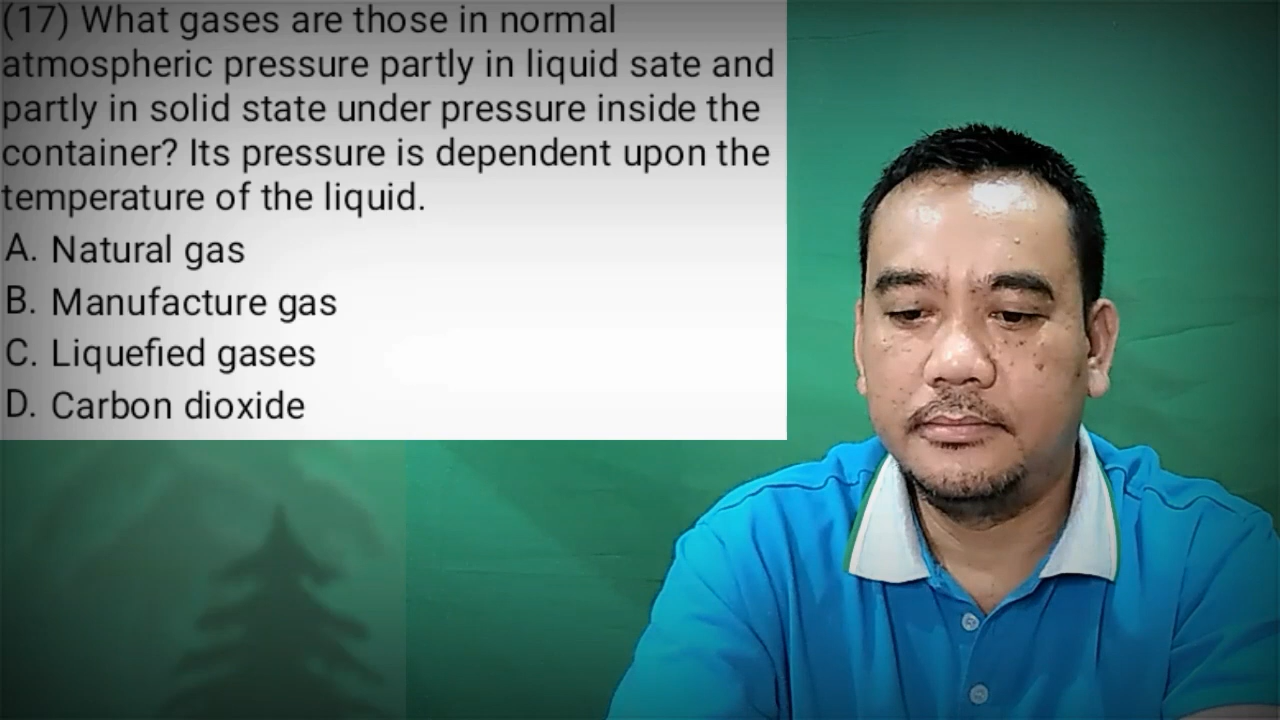 (17) What gases are those in normal
atmospheric pressure partly in liquid sate and
partly in solid state under pressure inside the
container? Its pressure is dependent upon the
temperature of the liquid.
A. Natural gas
B. Manufacture gas
C. Liquefied gases
D. Carbon dioxide